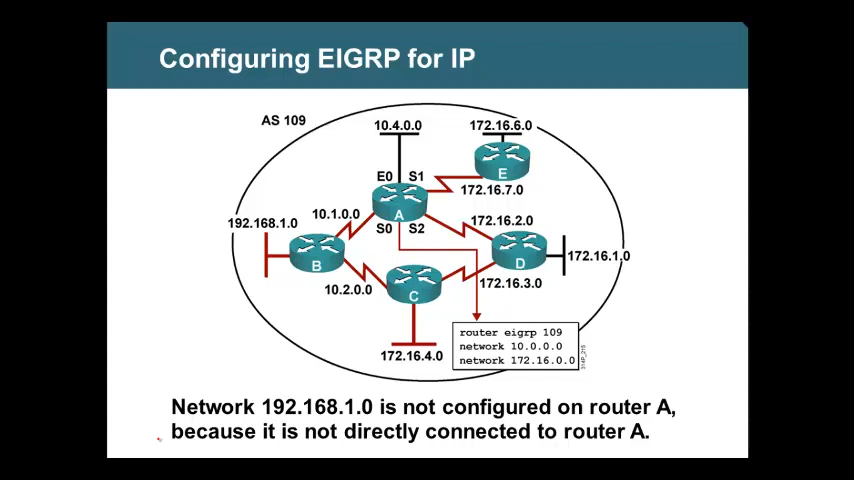 Configuring EIGRP for IP
AS 109
10.4.0.0
172.16.6.0
E
E0
S1
172.16.7.0
A
10.1.0.0
192.168.1.0
172.16.2.0
S0
S2
B
D
172.16.1.0
10.2.0.0
C
172.16.3.0
172.16.4.0
router eigrp 109
network 10.0.0.0
network 172.16.0.0
Network 192.168.1.0 is not configured on router A,
because it is not directly connected to router A.